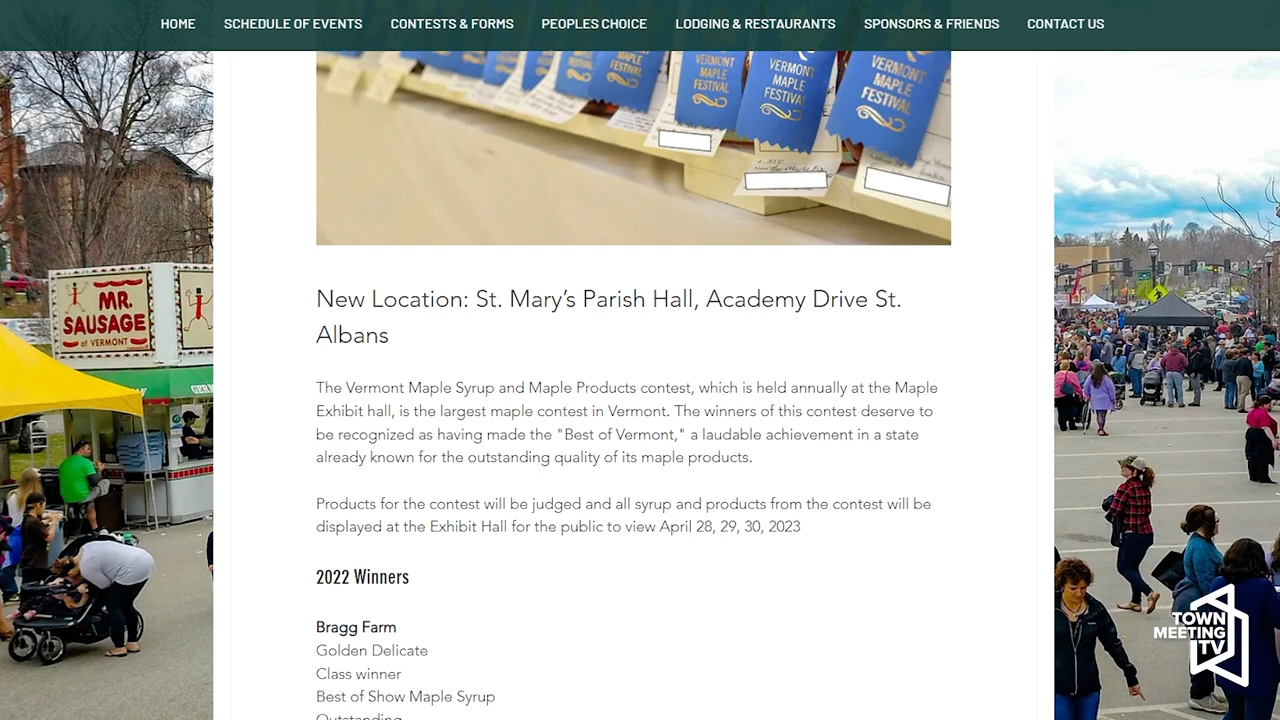 HOME SCHEDULE OF EVENTS CONTESTS & FORMS PEOPLES CHOICE LODGING & RESTAURANTS SPONSORS & FRIENDS CONTACT US
VERMONT
MAPLE
FESTIVAL
VERMONT
MAPLE
FESTIVAL
VERMONT
MAPLE
FESTIVAL
MR.
SAUSAGE
of VERMONT
New Location: St. Mary’s Parish Hall, Academy Drive St.
Albans
The Vermont Maple Syrup and Maple Products contest, which is held annually at the Maple
Exhibit hall, is the largest maple contest in Vermont. The winners of this contest deserve to
be recognized as having made the "Best of Vermont," a laudable achievement in a state
already known for the outstanding quality of its maple products.
Products for the contest will be judged and all syrup and products from the contest will be
displayed at the Exhibit Hall for the public to view April 28, 29, 30, 2023
2022 Winners
Bragg Farm
Golden Delicate
Class winner
Best of Show Maple Syrup
Outstanding
TOWN
MEETING
TV